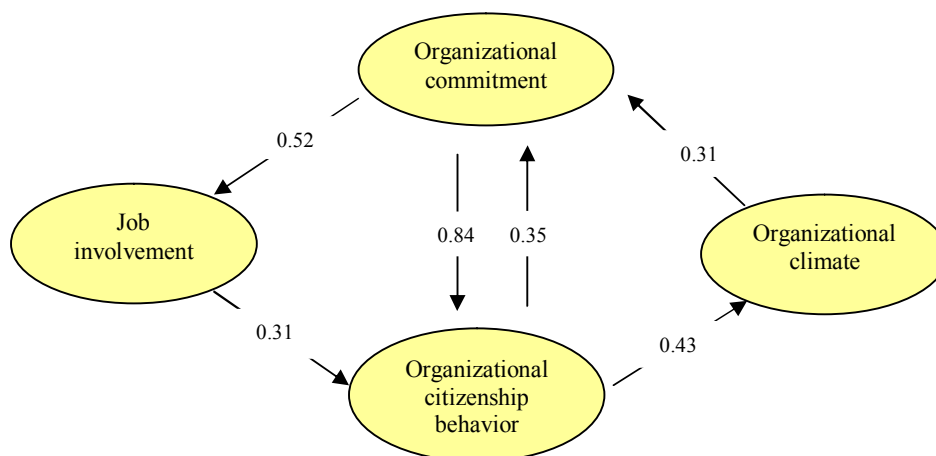 Organizational
commitment
0.52
0.31
Job
involvement
0.84
0.35
Organizational
climate
0.31
0.43
Organizational
citizenship
behavior